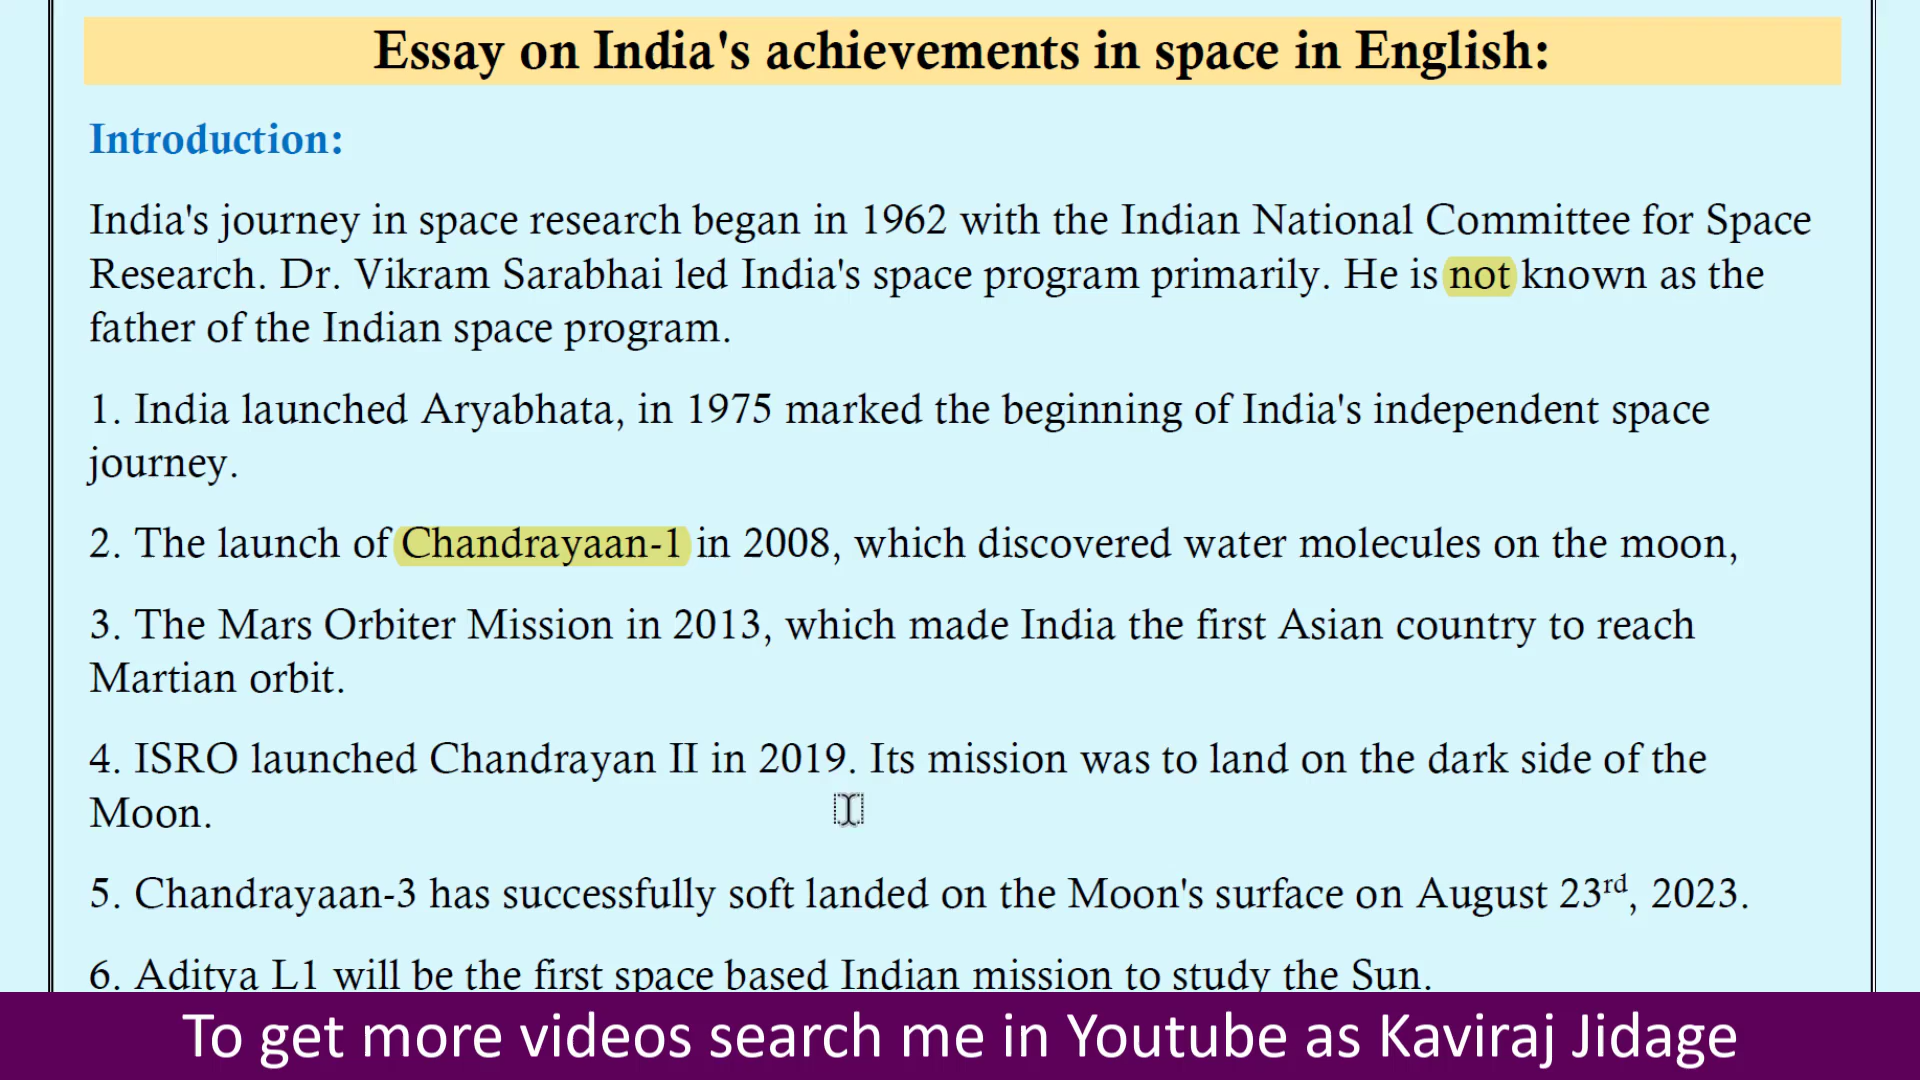 Essay on India's achievements in space in English:
Introduction:
India's journey in space research began in 1962 with the Indian National Committee for Space
Research. Dr. Vikram Sarabhai led India's space program primarily. He is not known as the
father of the Indian space program.
1. India launched Aryabhata, in 1975 marked the beginning of India's independent space
journey.
2. The launch of Chandrayaan-1 in 2008, which discovered water molecules on the moon,
3. The Mars Orbiter Mission in 2013, which made India the first Asian country to reach
Martian orbit.
4. ISRO launched Chandrayan II in 2019. Its mission was to land on the dark side of the
Moon.
5. Chandrayaan-3 has successfully soft landed on the Moon's surface on August 23rd, 2023.
6. Aditya L1 will be the first space based Indian mission to study the Sun.
To get more videos search me in Youtube as Kaviraj Jidage